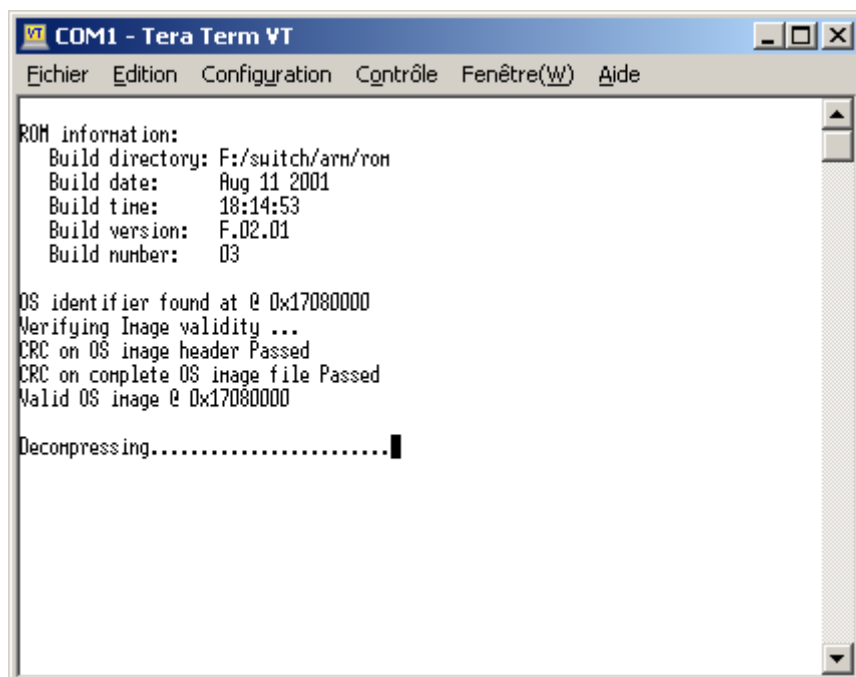 COM1 - Tera Term VT
Fichier Edition Configuration Contrôle Fenêtre(W) Aide
ROM information:
Build directory: F:/switch/arm/rom
Build date: Aug 11 2001
Build time: 18:14:53
Build version: F.02.01
Build number: 03
OS identifier found at @ 0x17080000
Verifying Image validity ...
CRC on OS image header Passed
CRC on complete OS image file Passed
Valid OS image @ 0x17080000
Decompressing........................